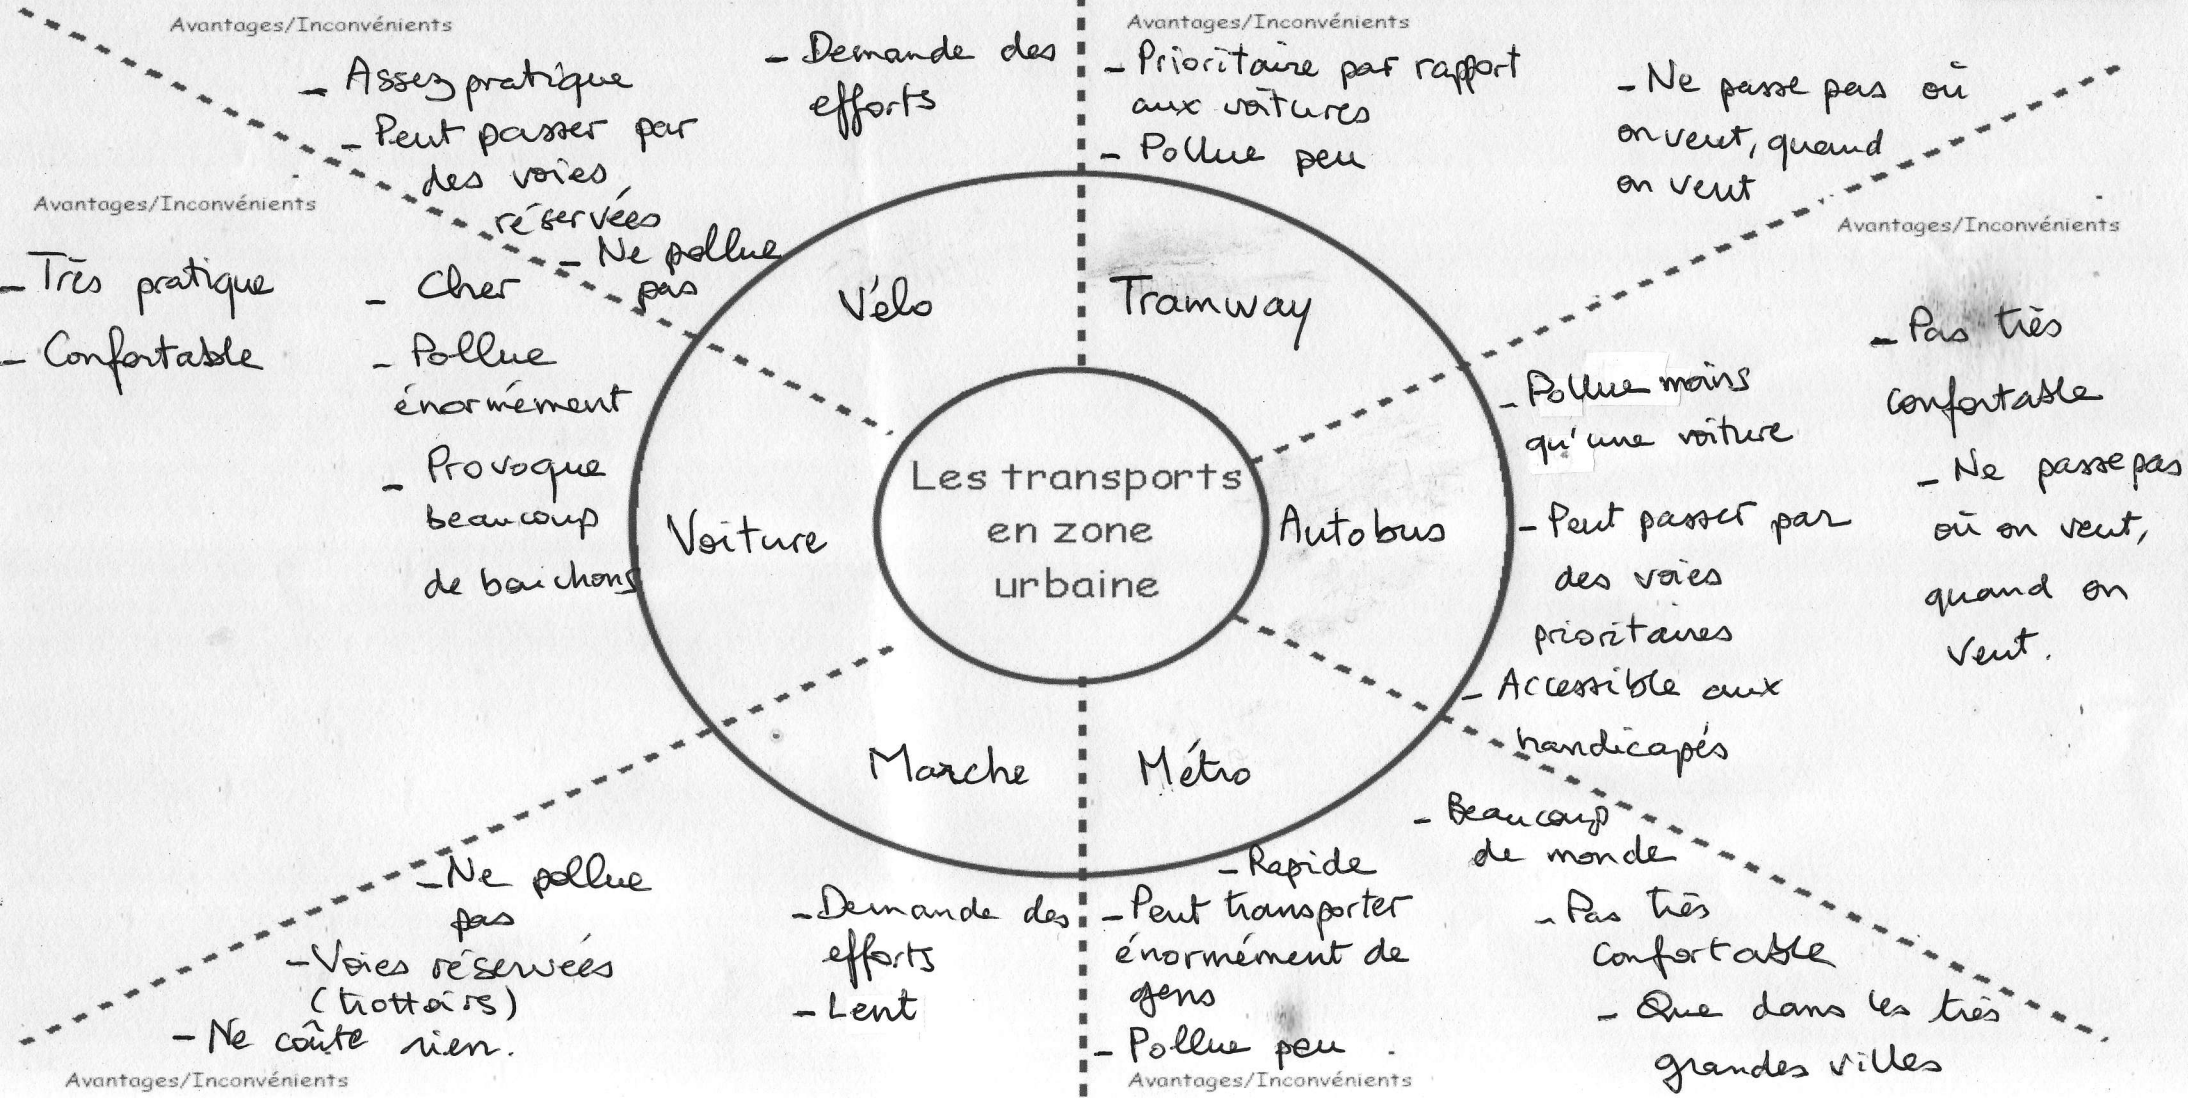 Avantages/Inconvénients
- Assez pratique
- Peut passer par
des voies
réservées
- Ne pollue
pas
- Demande des
efforts
Avantages/Inconvénients
- Prioritaire par rapport
aux voitures
- Pollue peu
- Ne passe pas où
on veut, quand
on veut
Avantages/Inconvénients
- Très pratique
- Confortable
- Cher
- Pollue
énormément
- Provoque
beaucoup
de bouchons
Vélo
Tramway
Voiture
Les transports
en zone
urbaine
Autobus
Marche
Métro
Avantages/Inconvénients
- Pollue moins
qu'une voiture
- Peut passer par
des voies
prioritaires
- Accessible aux
handicapés
- Pas très
confortable
- Ne passe pas
où on veut,
quand on
veut.
- Ne pollue
pas
- Voies réservées
(trottoirs)
- Ne coûte rien.
- Demande des
efforts
- Lent
Avantages/Inconvénients
- Rapide
- Peut transporter
énormément de
gens
- Pollue peu
- Beaucoup
de monde
- Pas très
confortable
- Que dans les très
grandes villes
Avantages/Inconvénients